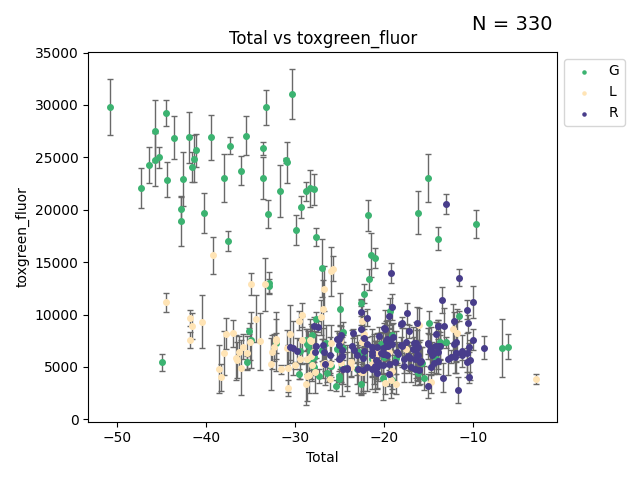 N = 330
Total vs toxgreen_fluor
G
L
R
35000
30000
25000
20000
15000
10000
5000
0
toxgreen_fluor
−50 −40 −30 −20 −10
Total